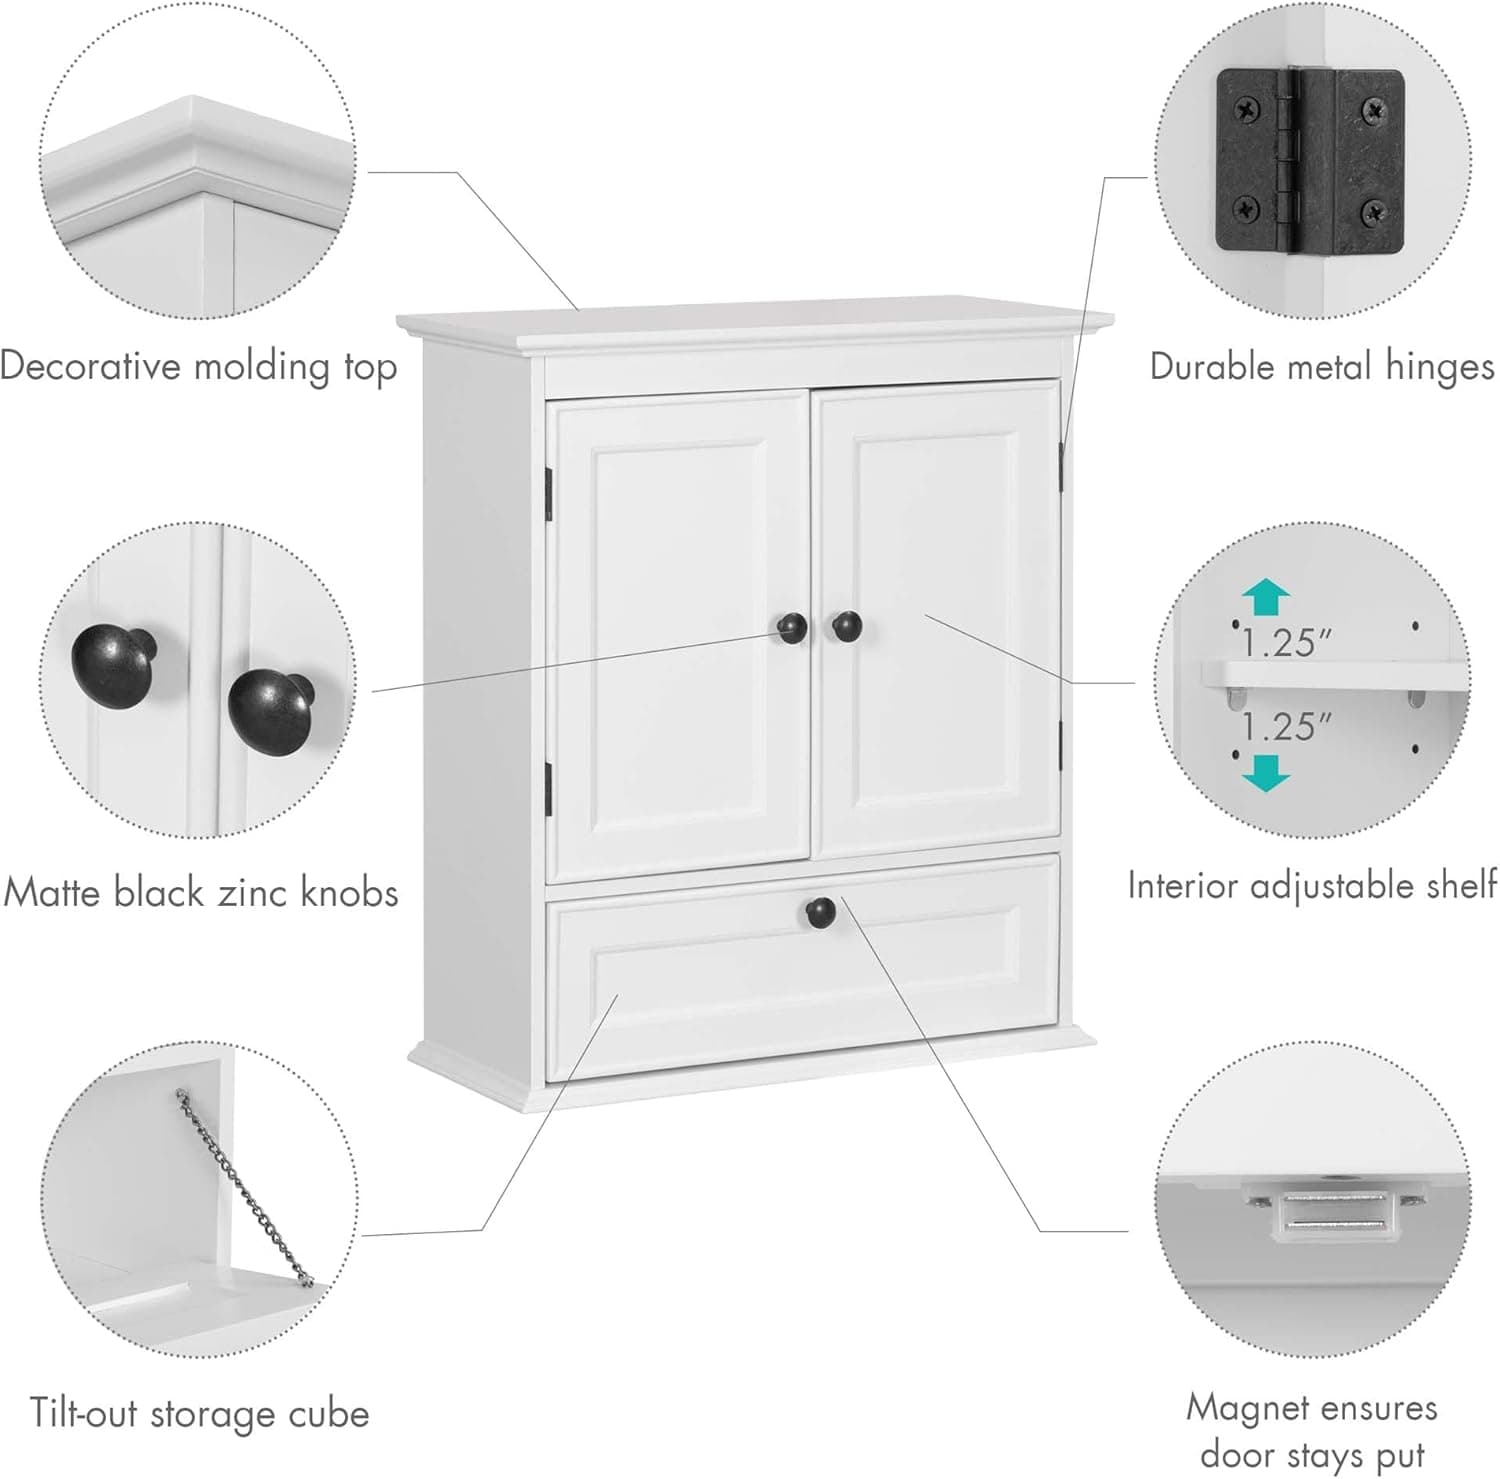 Decorative molding top
Durable metal hinges
Matte black zinc knobs
1.25″
1.25″
Interior adjustable shelf
Tilt-out storage cube
Magnet ensures
door stays put